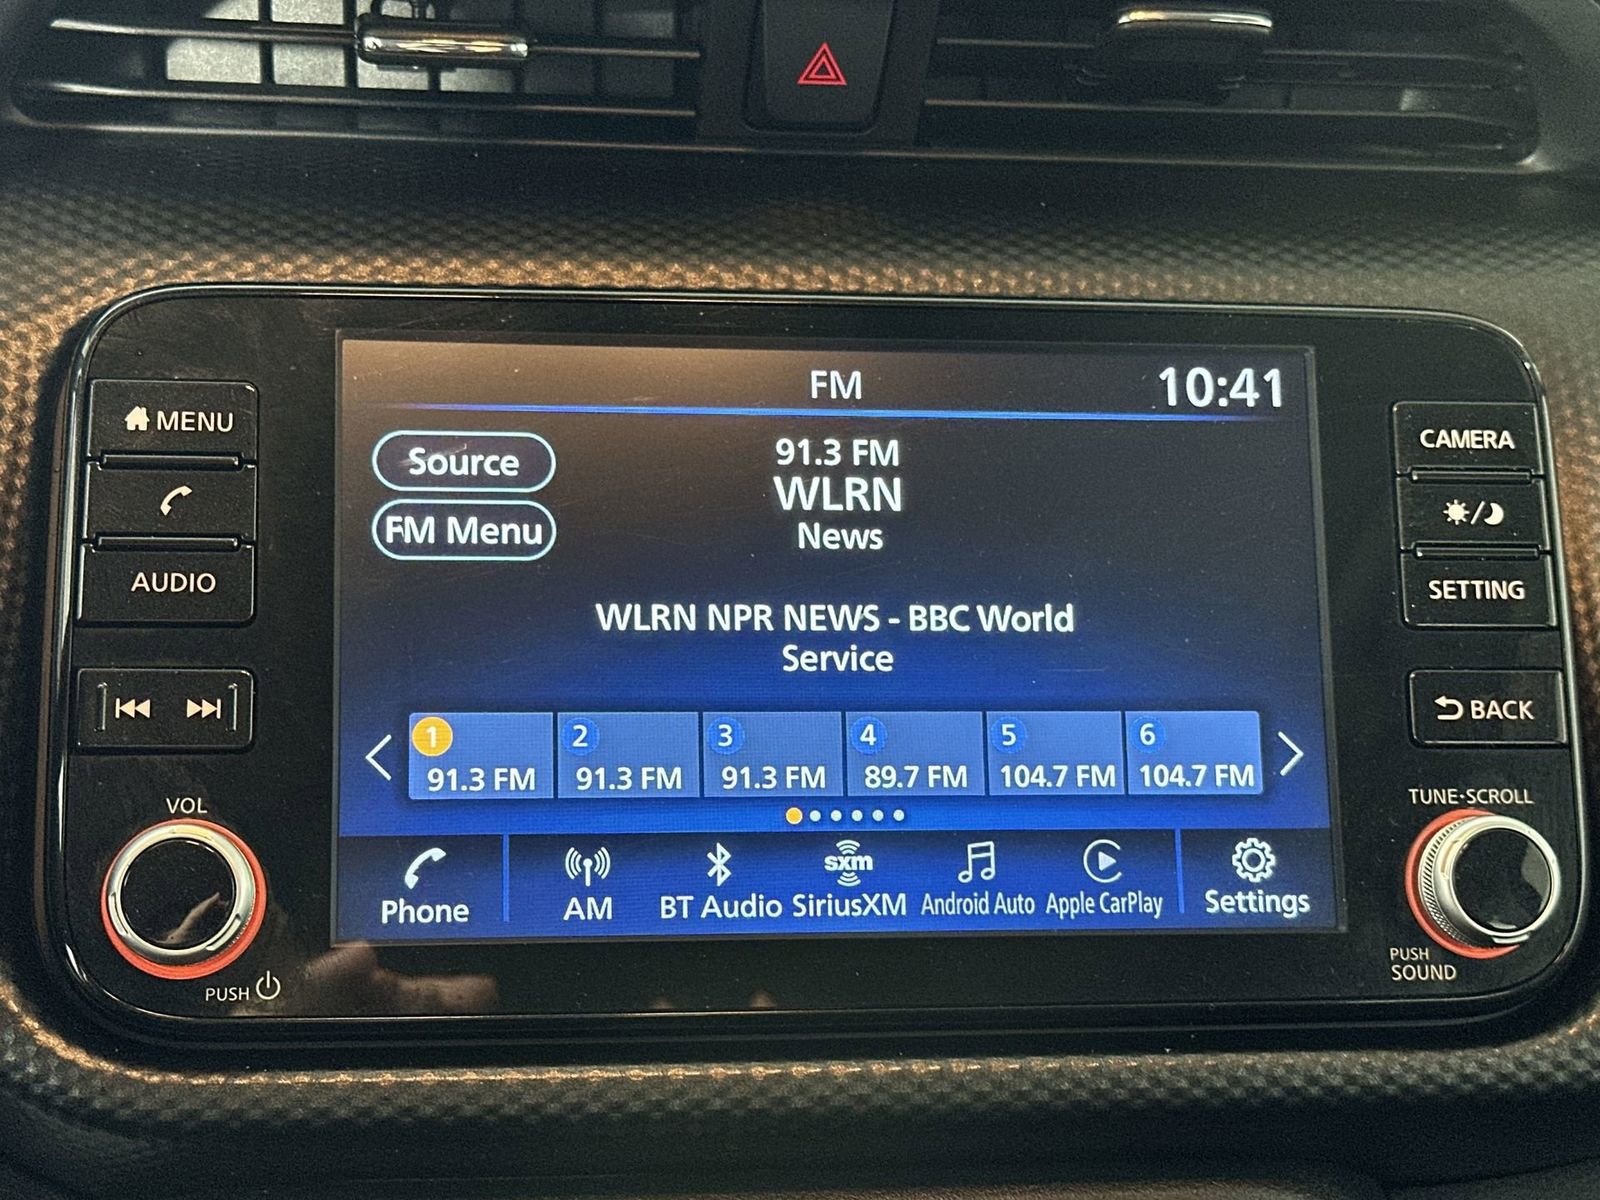 FM
10:41
MENU
AUDIO
Source
FM Menu
91.3 FM
WLRN
News
WLRN NPR NEWS - BBC World
Service
1
91.3 FM
2
91.3 FM
3
91.3 FM
4
89.7 FM
5
104.7 FM
6
104.7 FM
Phone
AM
BT Audio
sxm
SiriusXM
Android Auto
Apple CarPlay
Settings
VOL
PUSH
CAMERA
SETTING
BACK
TUNE·SCROLL
PUSH
SOUND